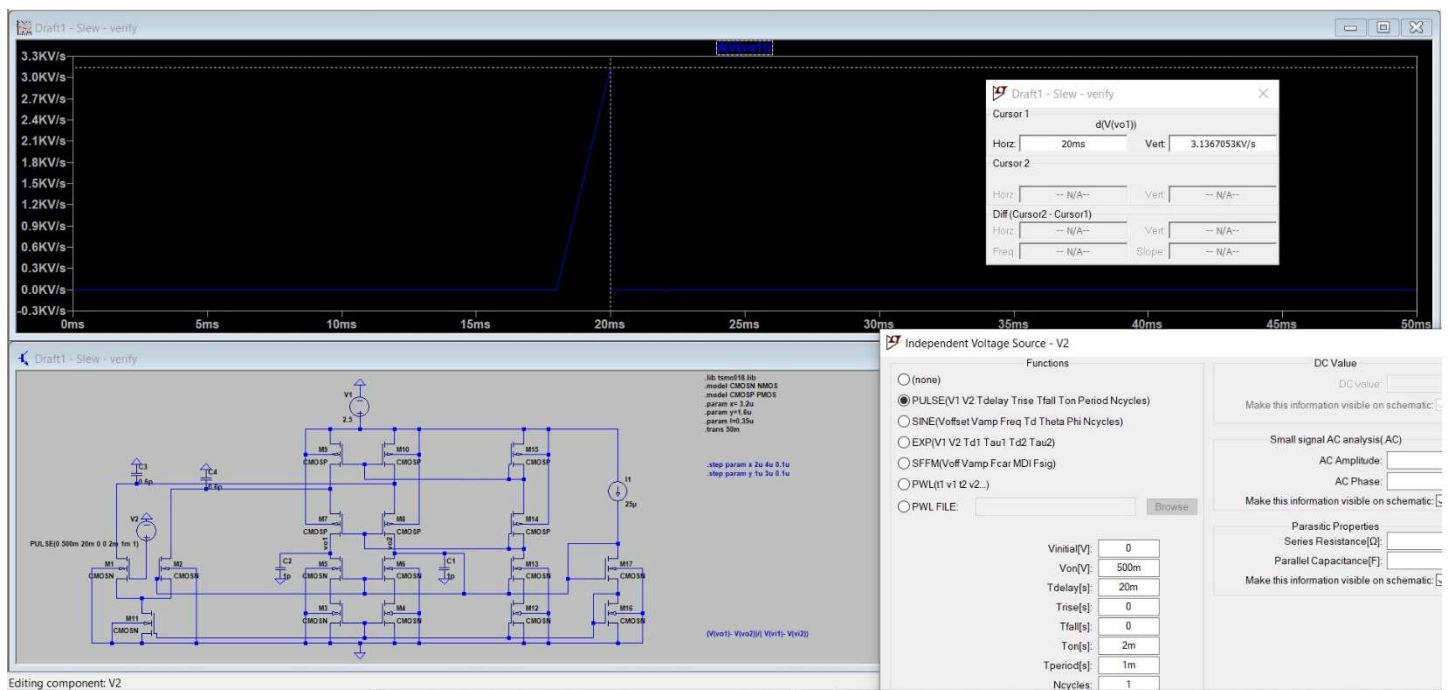 Draft1 - Slew - verify
d(V(vo1))
3.3KV/s
3.0KV/s
2.7KV/s
2.4KV/s
2.1KV/s
1.8KV/s
1.5KV/s
1.2KV/s
0.9KV/s
0.6KV/s
0.3KV/s
0.0KV/s
-0.3KV/s
0ms 5ms 10ms 15ms 20ms 25ms 30ms 35ms 40ms 45ms 50ms
Draft1 - Slew - verify
Cursor 1
d(V(vo1))
Horz: 20ms Vert: 3.1367053KV/s
Cursor 2
Horz: -- N/A-- Vert: -- N/A--
Diff (Cursor2 - Cursor1)
Horz: -- N/A-- Vert: -- N/A--
Freq: -- N/A-- Slope: -- N/A--
Draft1 - Slew - verify
.lib tsmc018.lib
.model CMOSN NMOS
.model CMOSP PMOS
.param x= 3.2u
.param y=1.6u
.param l=0.35u
.trans 50m
.step param x 2u 4u 0.1u
.step param y 1u 3u 0.1u
(V(vo1)- V(vo2))/( V(vi1)- V(vi2))
V1
2.5
M9
CMOSP
M10
CMOSP
M15
CMOSP
C3
0.6p
C4
0.6p
I1
25µ
V2
PULSE(0 500m 20m 0 0 2m 1m 1)
M7
CMOSP
M8
CMOSP
M14
CMOSP
vo1
vo2
M1
CMOSN
M2
CMOSN
C2
1p
M5
CMOSN
M6
CMOSN
C1
1p
M13
CMOSN
M17
CMOSN
M11
CMOSN
M3
CMOSN
M4
CMOSN
M12
CMOSN
M16
CMOSN
Editing component: V2
Independent Voltage Source - V2
Functions
(none)
PULSE(V1 V2 Tdelay Trise Tfall Ton Period Ncycles)
SINE(Voffset Vamp Freq Td Theta Phi Ncycles)
EXP(V1 V2 Td1 Tau1 Td2 Tau2)
SFFM(Voff Vamp Fcar MDI Fsig)
PWL(t1 v1 t2 v2...)
PWL FILE: Browse
Vinitial[V]: 0
Von[V]: 500m
Tdelay[s]: 20m
Trise[s]: 0
Tfall[s]: 0
Ton[s]: 2m
Tperiod[s]: 1m
Ncycles: 1
DC Value
DC value:
Make this information visible on schematic:
Small signal AC analysis(.AC)
AC Amplitude:
AC Phase:
Make this information visible on schematic:
Parasitic Properties
Series Resistance[Ω]:
Parallel Capacitance[F]:
Make this information visible on schematic: